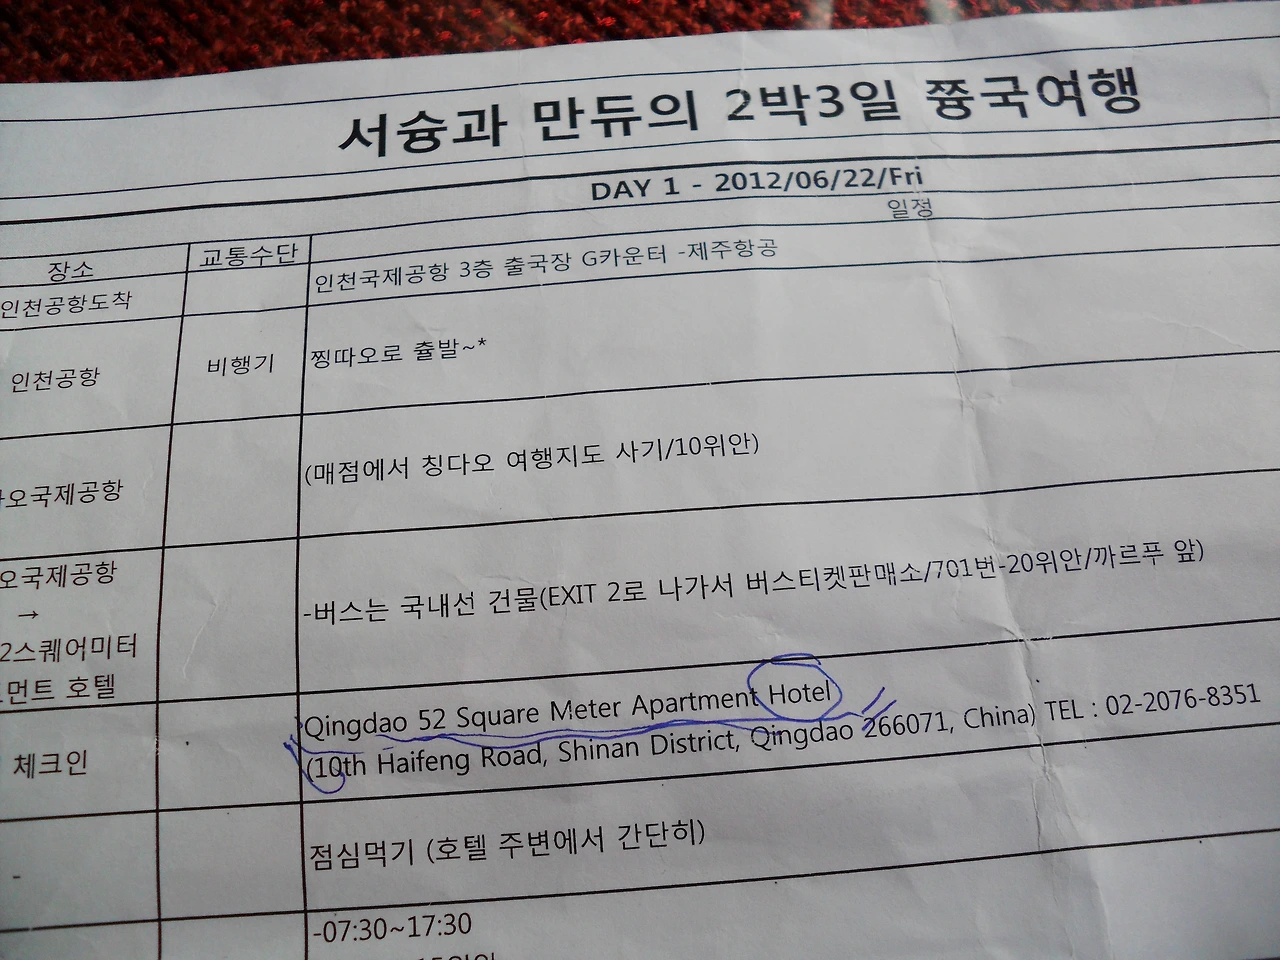 서슝과 만듀의 2박3일 쯍국여행
DAY 1 - 2012/06/22/Fri
일정
장소
교통수단
인천공항도착
인천국제공항 3층 출국장 G카운터 -제주항공
인천공항
비행기
찡따오로 츌발~*
오국제공항
(매점에서 칭다오 여행지도 사기/10위안)
오국제공항
→
2스퀘어미터
먼트 호텔
-버스는 국내선 건물(EXIT 2로 나가서 버스티켓판매소/701번-20위안/까르푸 앞)
체크인
Qingdao 52 Square Meter Apartment Hotel
(10th Haifeng Road, Shinan District, Qingdao 266071, China) TEL : 02-2076-8351
-
점심먹기 (호텔 주변에서 간단히)
-07:30~17:30